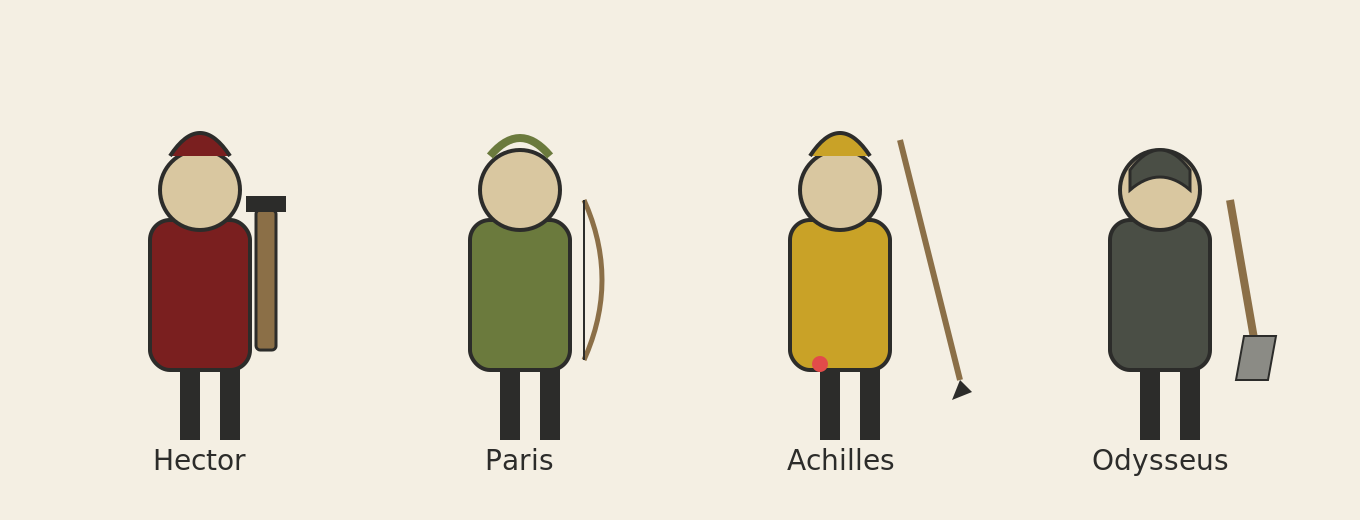 Hector
Paris
Achilles
Odysseus